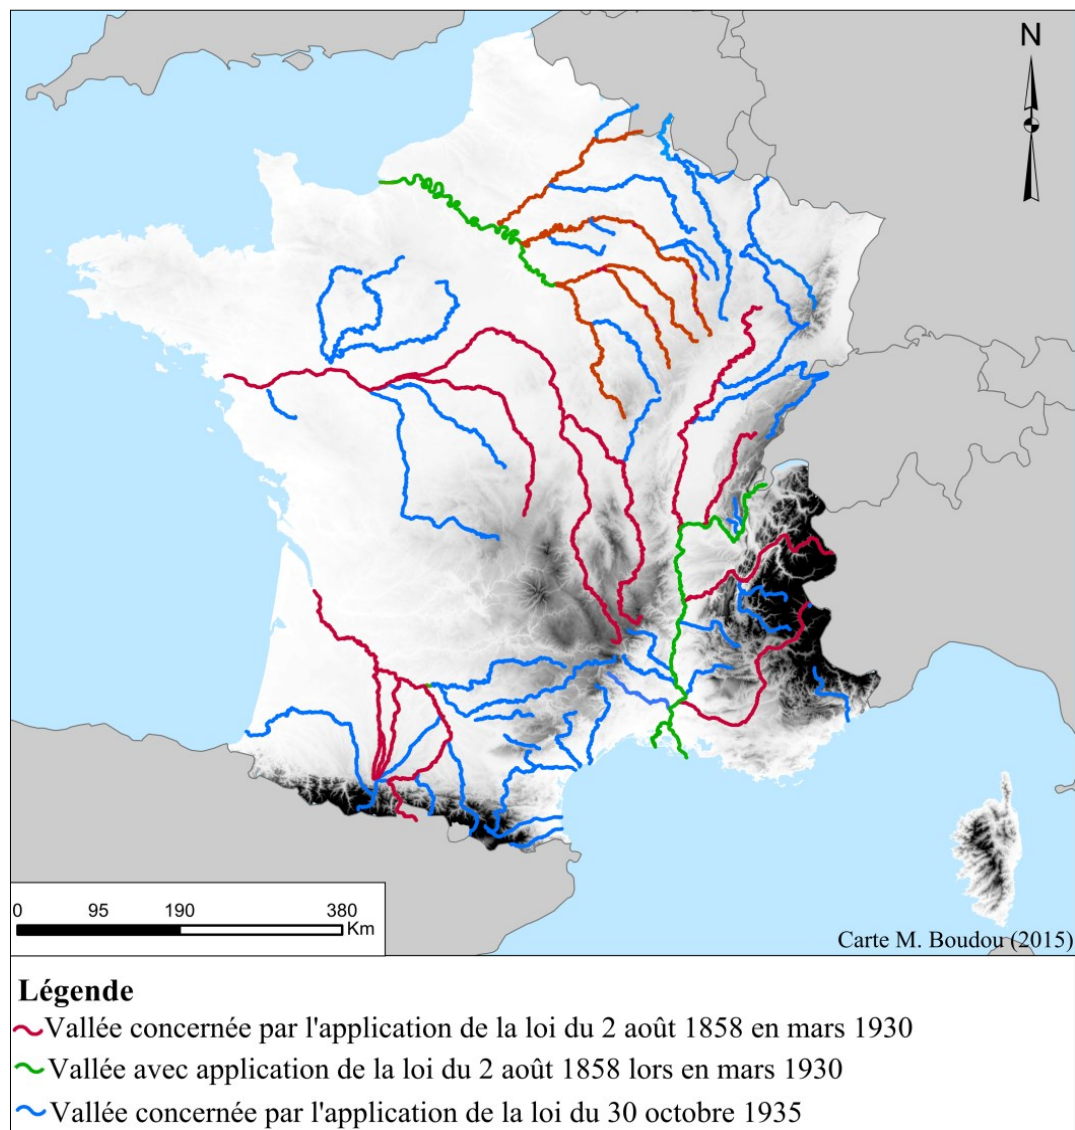 N
0 95 190 380
Km
Carte M. Boudou (2015)
Légende
Vallée concernée par l'application de la loi du 2 août 1858 en mars 1930
Vallée avec application de la loi du 2 août 1858 lors en mars 1930
Vallée concernée par l'application de la loi du 30 octobre 1935